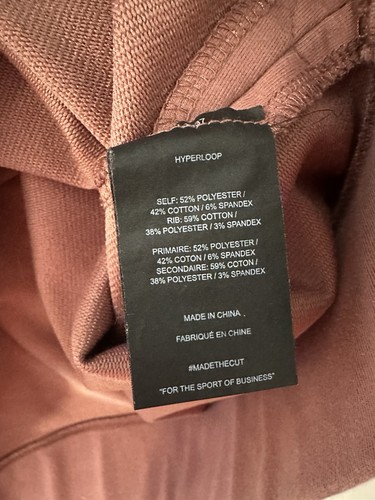 HYPERLOOP
SELF: 52% POLYESTER /
42% COTTON / 6% SPANDEX
RIB: 59% COTTON /
38% POLYESTER / 3% SPANDEX
PRIMAIRE: 52% POLYESTER /
42% COTON / 6% SPANDEX
SECONDAIRE: 59% COTON /
38% POLYESTER / 3% SPANDEX
MADE IN CHINA
FABRIQUÉ EN CHINE
#MADETHECUT
"FOR THE SPORT OF BUSINESS"